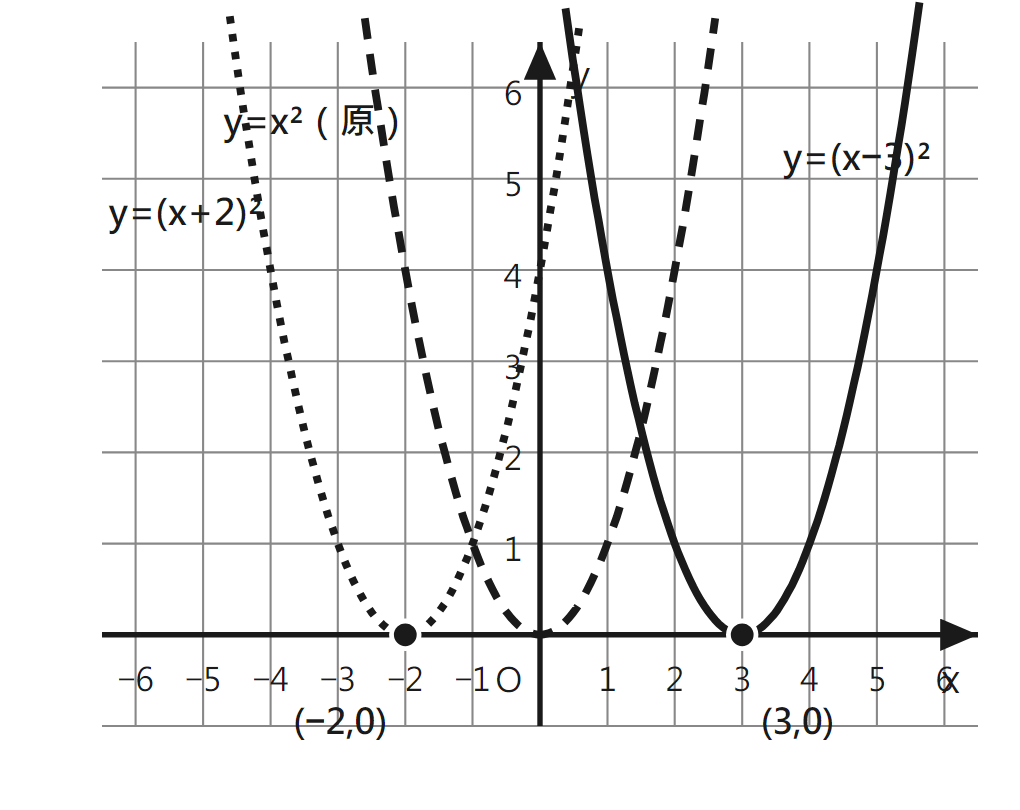 y
6
y=x² ( 原 )
y=(x−3)²
5
y=(x+2)²
4
3
2
1
−6 −5 −4 −3 −2 −1 O 1 2 3 4 5 6 x
(−2,0) (3,0)